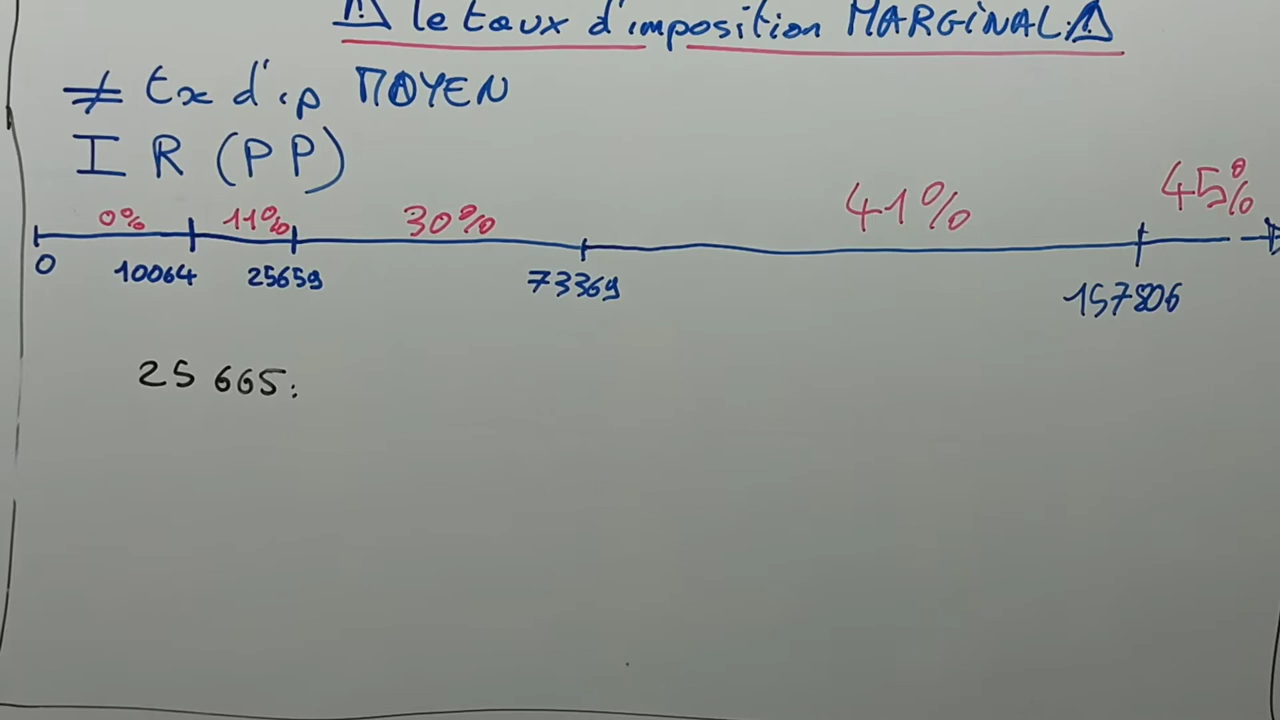 ⚠ le taux d'imposition MARGINAL ⚠
≠ tx d'ip MOYEN
IR (PP)
0% 11% 30% 41% 45%
0 10064 25659 73369 157806
25 665: